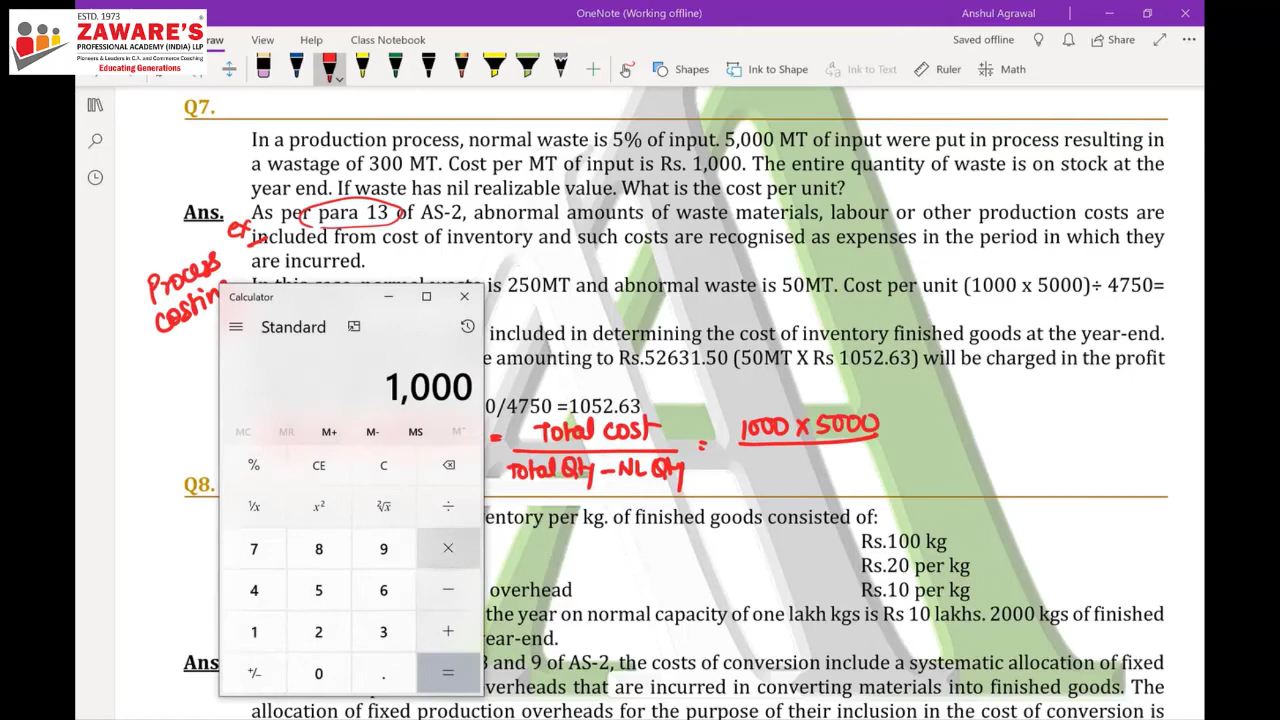 ESTD. 1973
ZAWARE'S
PROFESSIONAL ACADEMY (INDIA) LLP
Pioneers & Leaders in C.A. and Commerce Coaching
Educating Generations
OneNote (Working offline)
Anshul Agrawal
raw View Help Class Notebook
Saved offline Share
Shapes Ink to Shape Ink to Text Ruler Math
Q7.
In a production process, normal waste is 5% of input. 5,000 MT of input were put in process resulting in
a wastage of 300 MT. Cost per MT of input is Rs. 1,000. The entire quantity of waste is on stock at the
year end. If waste has nil realizable value. What is the cost per unit?
Ans. As per para 13 of AS-2, abnormal amounts of waste materials, labour or other production costs are
ex
included from cost of inventory and such costs are recognised as expenses in the period in which they
are incurred.
Process
costing
In this case, normal waste is 250MT and abnormal waste is 50MT. Cost per unit (1000 x 5000)÷ 4750=
included in determining the cost of inventory finished goods at the year-end.
e amounting to Rs.52631.50 (50MT X Rs 1052.63) will be charged in the profit
0/4750 =1052.63
= Total cost = 1000 x 5000
Total Qty - NL Qty
Calculator
Standard
1,000
MC MR M+ M- MS M˅
% CE C
¹/x x² ²√x ÷
7 8 9 ×
4 5 6 −
1 2 3 +
+/- 0 . =
Q8.
entory per kg. of finished goods consisted of:
Rs.100 kg
Rs.20 per kg
overhead Rs.10 per kg
the year on normal capacity of one lakh kgs is Rs 10 lakhs. 2000 kgs of finished
year-end.
Ans 8 and 9 of AS-2, the costs of conversion include a systematic allocation of fixed
overheads that are incurred in converting materials into finished goods. The
allocation of fixed production overheads for the purpose of their inclusion in the cost of conversion is